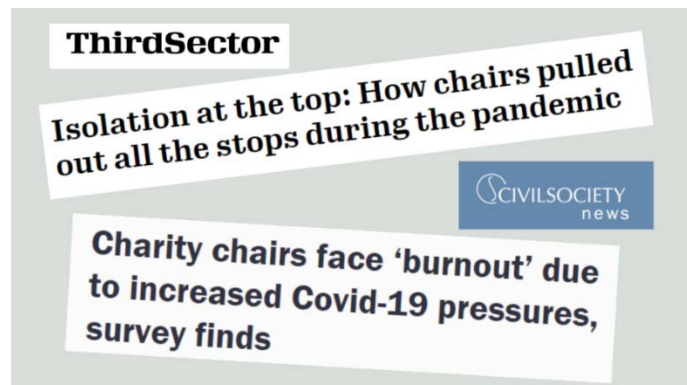 ThirdSector
Isolation at the top: How chairs pulled
out all the stops during the pandemic
CIVILSOCIETY
news
Charity chairs face ‘burnout’ due
to increased Covid-19 pressures,
survey finds